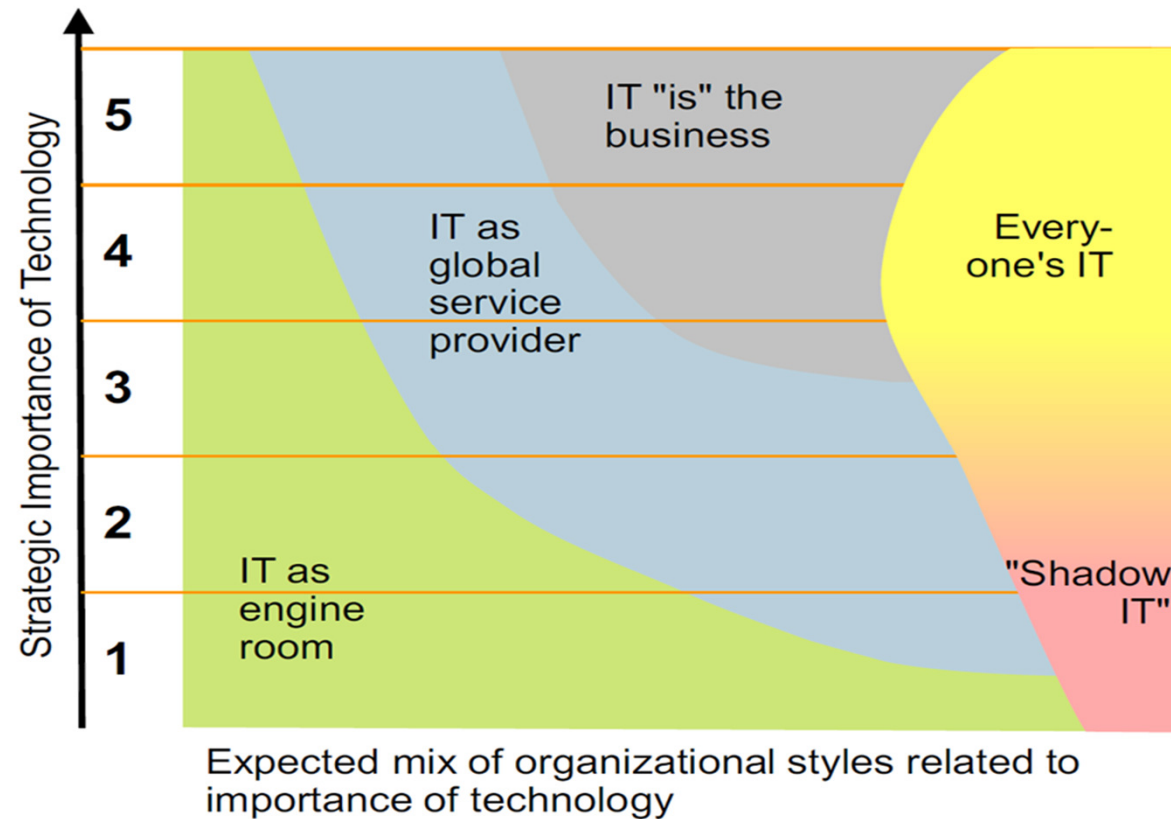 Strategic Importance of Technology
5
4
3
2
1
IT "is" the
business
IT as
global
service
provider
Every-
one's IT
IT as
engine
room
"Shadow
IT"
Expected mix of organizational styles related to
importance of technology